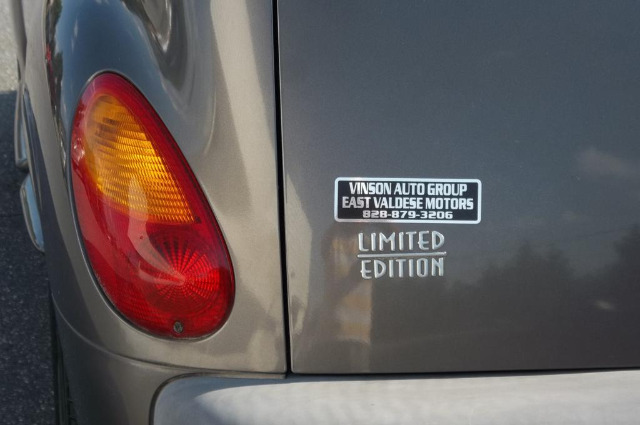 VINSON AUTO GROUP
EAST VALDESE MOTORS
828-879-3206
LIMITED
EDITION